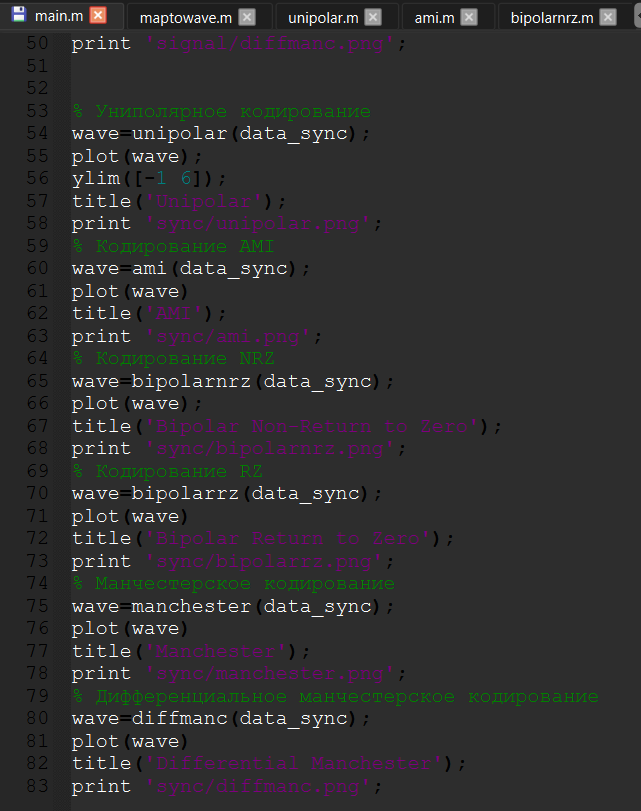 main.m maptowave.m unipolar.m ami.m bipolarnrz.m
50 print 'signal/diffmanc.png';
51
52
53 % Униполярное кодирование
54 wave=unipolar(data_sync);
55 plot(wave);
56 ylim([-1 6]);
57 title('Unipolar');
58 print 'sync/unipolar.png';
59 % Кодирование AMI
60 wave=ami(data_sync);
61 plot(wave)
62 title('AMI');
63 print 'sync/ami.png';
64 % Кодирование NRZ
65 wave=bipolarnrz(data_sync);
66 plot(wave);
67 title('Bipolar Non-Return to Zero');
68 print 'sync/bipolarnrz.png';
69 % Кодирование RZ
70 wave=bipolarrz(data_sync);
71 plot(wave)
72 title('Bipolar Return to Zero');
73 print 'sync/bipolarrz.png';
74 % Манчестерское кодирование
75 wave=manchester(data_sync);
76 plot(wave)
77 title('Manchester');
78 print 'sync/manchester.png';
79 % Дифференциальное манчестерское кодирование
80 wave=diffmanc(data_sync);
81 plot(wave)
82 title('Differential Manchester');
83 print 'sync/diffmanc.png';